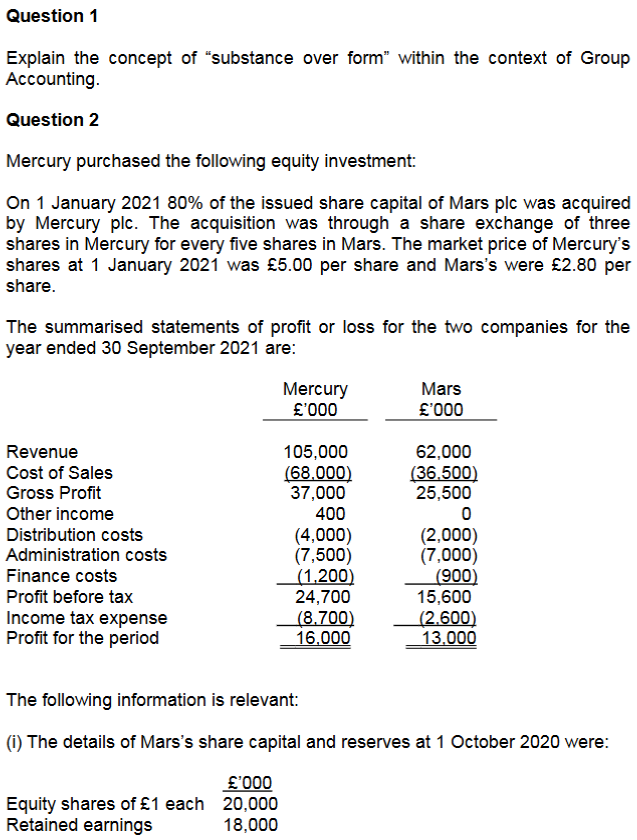 Question 1
Explain the concept of “substance over form” within the context of Group
Accounting.
Question 2
Mercury purchased the following equity investment:
On 1 January 2021 80% of the issued share capital of Mars plc was acquired
by Mercury plc. The acquisition was through a share exchange of three
shares in Mercury for every five shares in Mars. The market price of Mercury's
shares at 1 January 2021 was £5.00 per share and Mars's were £2.80 per
share.
The summarised statements of profit or loss for the two companies for the
year ended 30 September 2021 are:
Mercury Mars
£'000 £'000
Revenue 105,000 62,000
Cost of Sales (68,000) (36,500)
Gross Profit 37,000 25,500
Other income 400 0
Distribution costs (4,000) (2,000)
Administration costs (7,500) (7,000)
Finance costs (1,200) (900)
Profit before tax 24,700 15,600
Income tax expense (8,700) (2,600)
Profit for the period 16,000 13,000
The following information is relevant:
(i) The details of Mars's share capital and reserves at 1 October 2020 were:
£'000
Equity shares of £1 each 20,000
Retained earnings 18,000